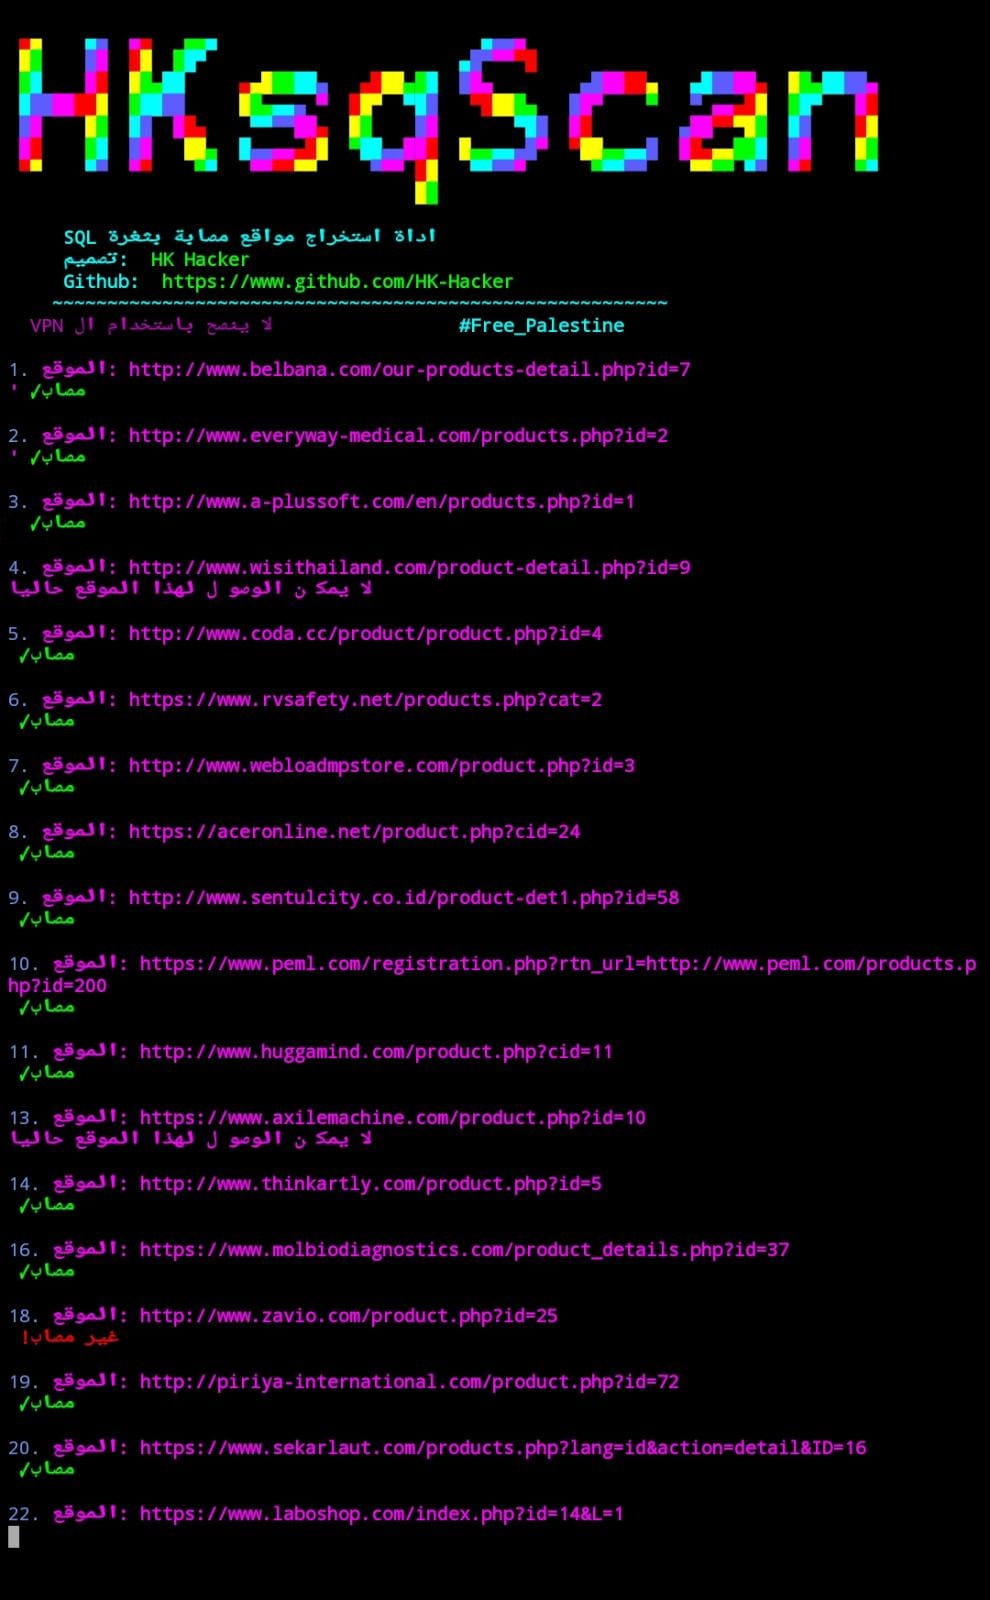 HKsqScan
اداة استخراج مواقع مصابة بثغرة SQL
تصميم: HK Hacker
Github: https://www.github.com/HK-Hacker
~~~~~~~~~~~~~~~~~~~~~~~~~~~~~~~~~~~~~~~~~~~~~~~~~~~~~~~~
لا ينصح باستخدام ال VPN #Free_Palestine
1. الموقع: http://www.belbana.com/our-products-detail.php?id=7
' مصاب✓
2. الموقع: http://www.everyway-medical.com/products.php?id=2
' مصاب✓
3. الموقع: http://www.a-plussoft.com/en/products.php?id=1
مصاب✓
4. الموقع: http://www.wisithailand.com/product-detail.php?id=9
لا يمكن الوصول لهذا الموقع حاليا
5. الموقع: http://www.coda.cc/product/product.php?id=4
مصاب✓
6. الموقع: https://www.rvsafety.net/products.php?cat=2
مصاب✓
7. الموقع: http://www.webloadmpstore.com/product.php?id=3
مصاب✓
8. الموقع: https://aceronline.net/product.php?cid=24
مصاب✓
9. الموقع: http://www.sentulcity.co.id/product-det1.php?id=58
مصاب✓
10. الموقع: https://www.peml.com/registration.php?rtn_url=http://www.peml.com/products.p
hp?id=200
مصاب✓
11. الموقع: http://www.huggamind.com/product.php?cid=11
مصاب✓
13. الموقع: https://www.axilemachine.com/product.php?id=10
لا يمكن الوصول لهذا الموقع حاليا
14. الموقع: http://www.thinkartly.com/product.php?id=5
مصاب✓
16. الموقع: https://www.molbiodiagnostics.com/product_details.php?id=37
مصاب✓
18. الموقع: http://www.zavio.com/product.php?id=25
غير مصاب!
19. الموقع: http://piriya-international.com/product.php?id=72
مصاب✓
20. الموقع: https://www.sekarlaut.com/products.php?lang=id&action=detail&ID=16
مصاب✓
22. الموقع: https://www.laboshop.com/index.php?id=14&L=1